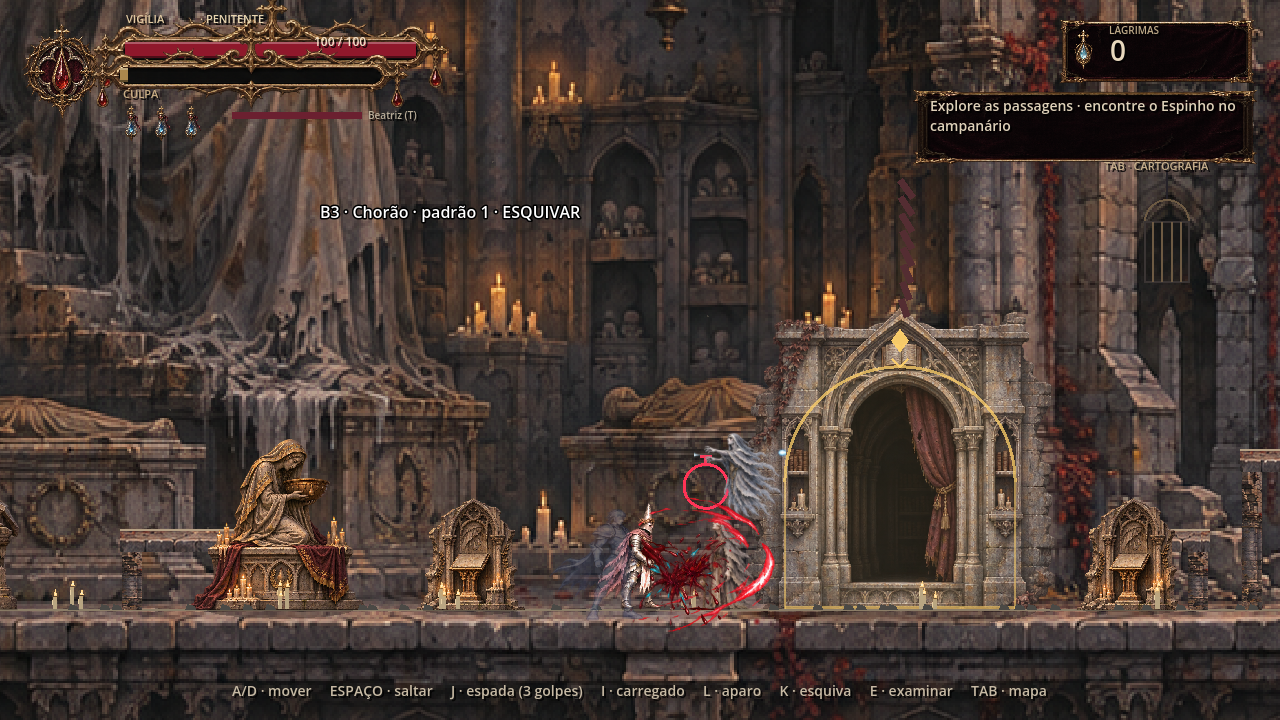 VIGÍLIA PENITENTE
100 / 100
CULPA
Beatriz (T)
LÁGRIMAS
0
Explore as passagens · encontre o Espinho no
campanário
TAB · CARTOGRAFIA
B3 · Chorão · padrão 1 · ESQUIVAR
A/D · mover ESPAÇO · saltar J · espada (3 golpes) I · carregado L · aparo K · esquiva E · examinar TAB · mapa